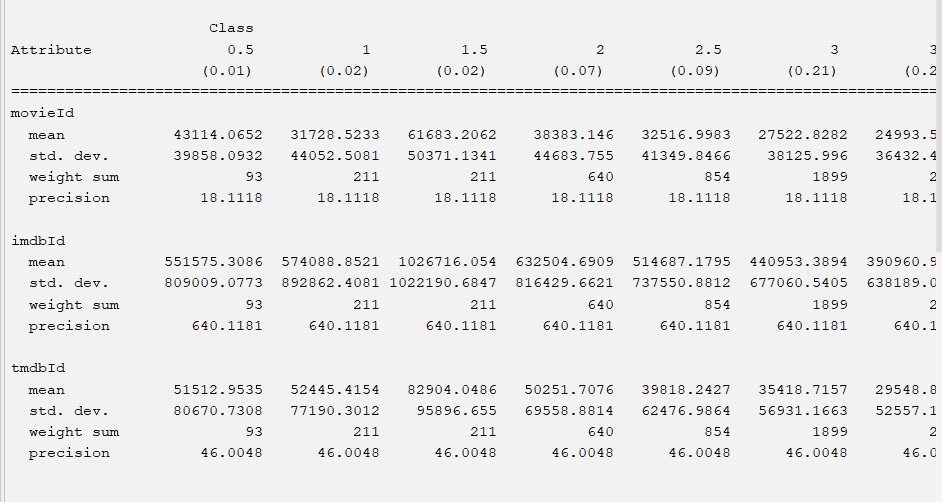 Class
Attribute 0.5 1 1.5 2 2.5 3
(0.01) (0.02) (0.02) (0.07) (0.09) (0.21)
================================================================================
movieId
mean 43114.0652 31728.5233 61683.2062 38383.146 32516.9983 27522.8282 24993.5
std. dev. 39858.0932 44052.5081 50371.1341 44683.755 41349.8466 38125.996 36432.4
weight sum 93 211 211 640 854 1899 2
precision 18.1118 18.1118 18.1118 18.1118 18.1118 18.1118 18.1
imdbId
mean 551575.3086 574088.8521 1026716.054 632504.6909 514687.1795 440953.3894 390960.9
std. dev. 809009.0773 892862.4081 1022190.6847 816429.6621 737550.8812 677060.5405 638189.0
weight sum 93 211 211 640 854 1899 2
precision 640.1181 640.1181 640.1181 640.1181 640.1181 640.1181 640.1
tmdbId
mean 51512.9535 52445.4154 82904.0486 50251.7076 39818.2427 35418.7157 29548.8
std. dev. 80670.7308 77190.3012 95896.655 69558.8814 62476.9864 56931.1663 52557.1
weight sum 93 211 211 640 854 1899 2
precision 46.0048 46.0048 46.0048 46.0048 46.0048 46.0048 46.0